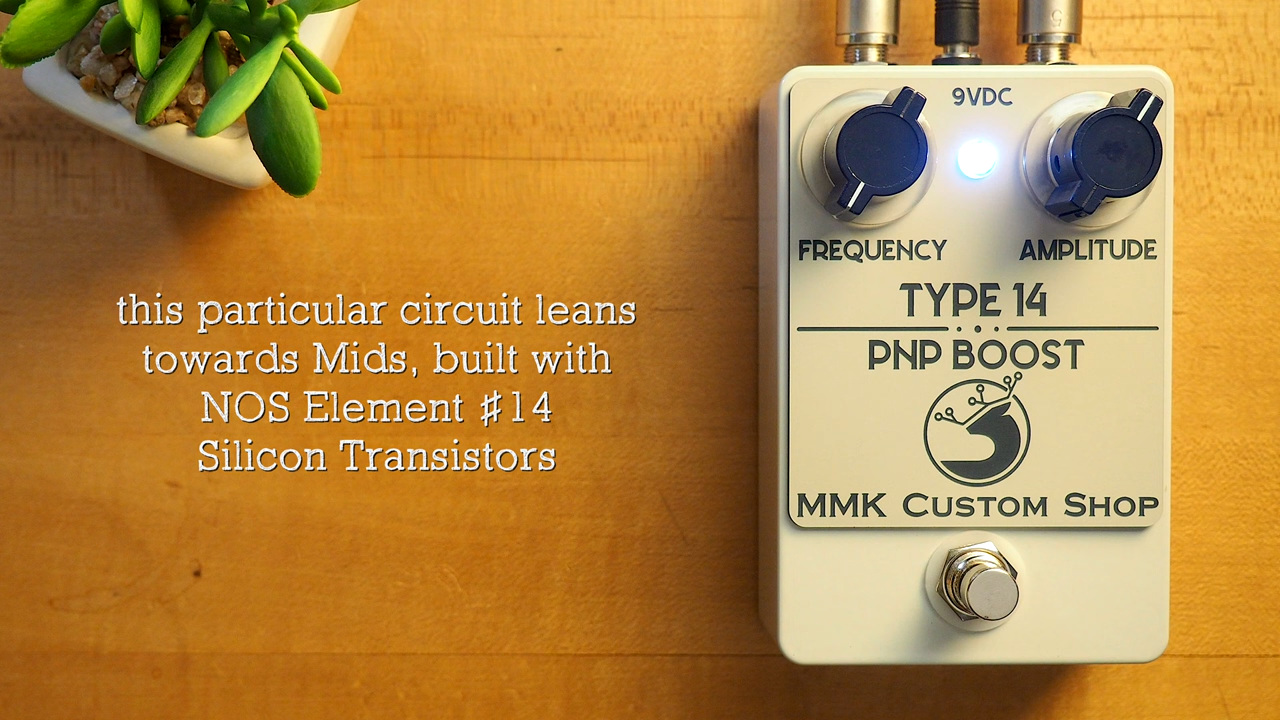 this particular circuit leans
towards Mids, built with
NOS Element #14
Silicon Transistors
9VDC
FREQUENCY AMPLITUDE
TYPE 14
PNP BOOST
MMK CUSTOM SHOP
5